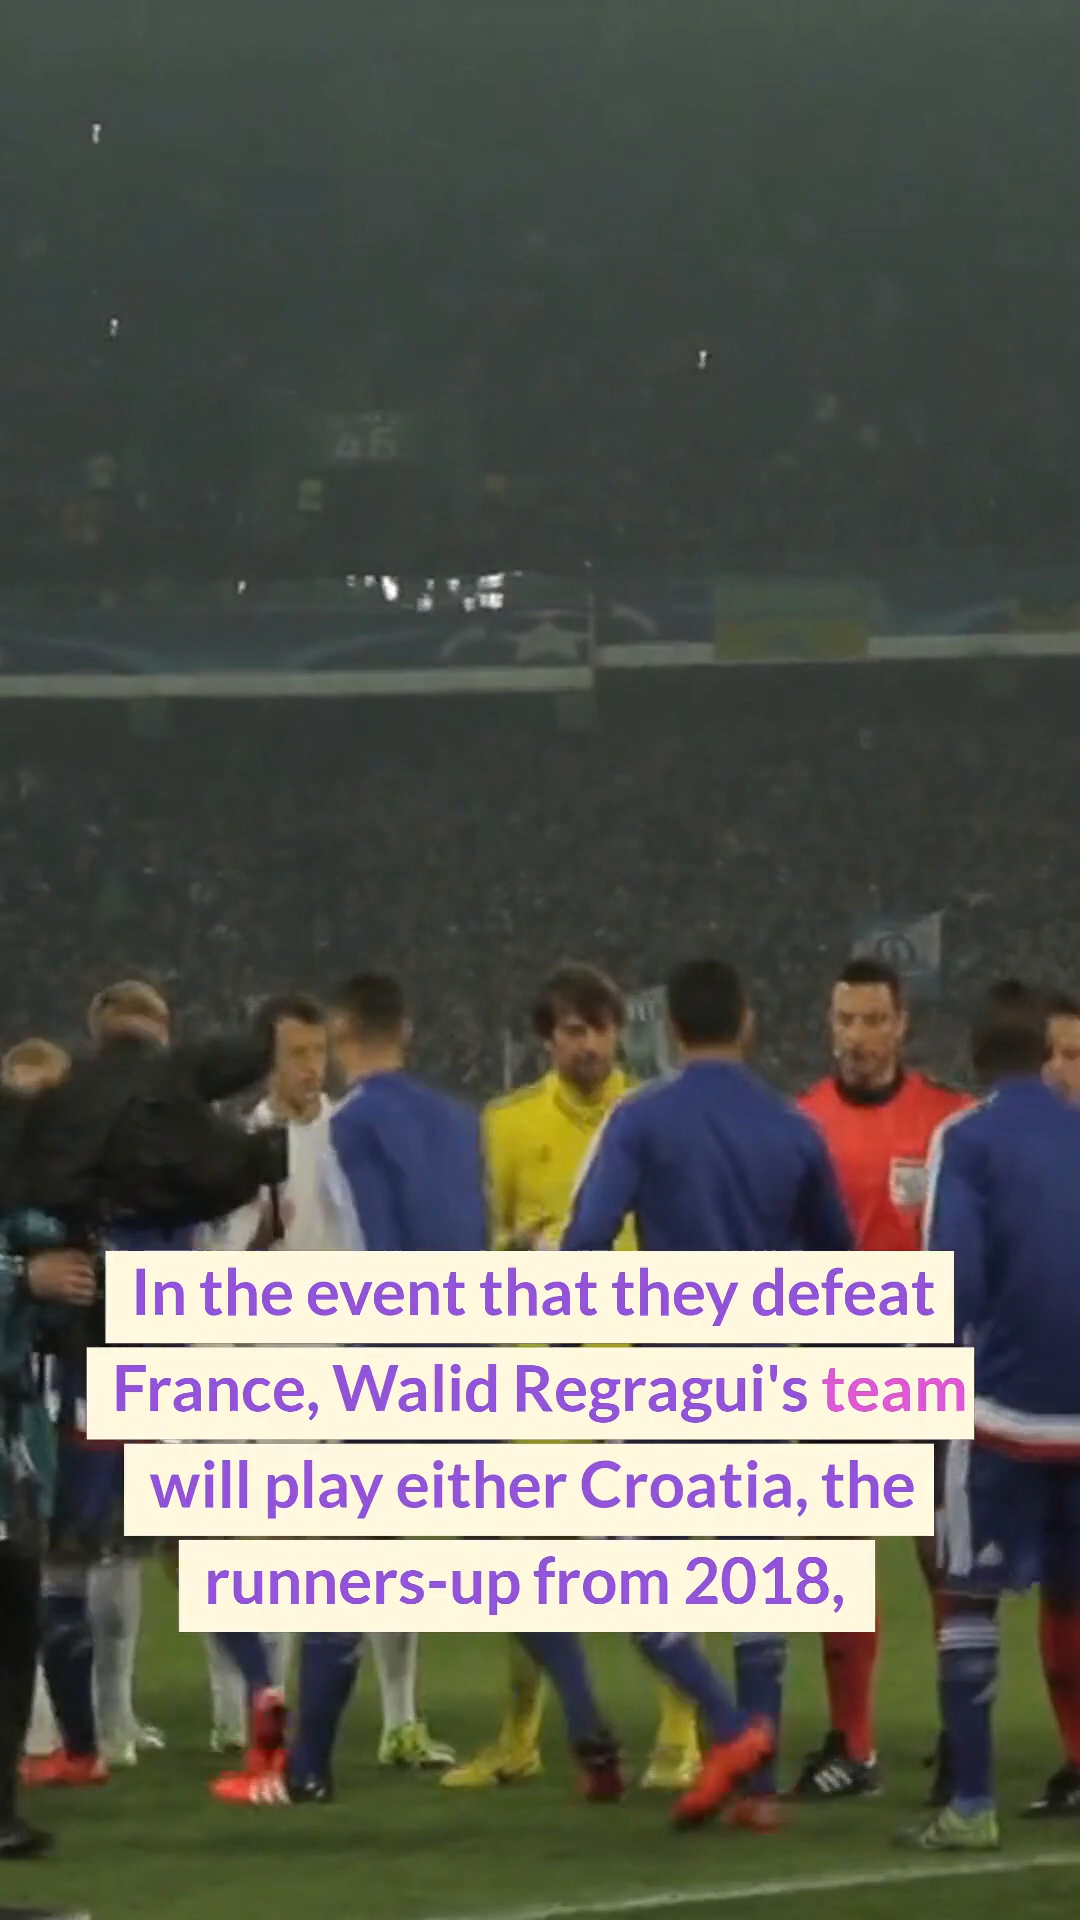 In the event that they defeat
France, Walid Regragui's team
will play either Croatia, the
runners-up from 2018,